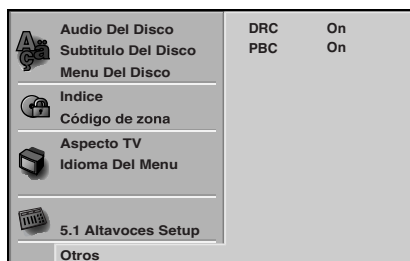 Audio Del Disco
Subtitulo Del Disco
Menu Del Disco
Indice
Código de zona
Aspecto TV
Idioma Del Menu
5.1 Altavoces Setup
Otros
DRC On
PBC On